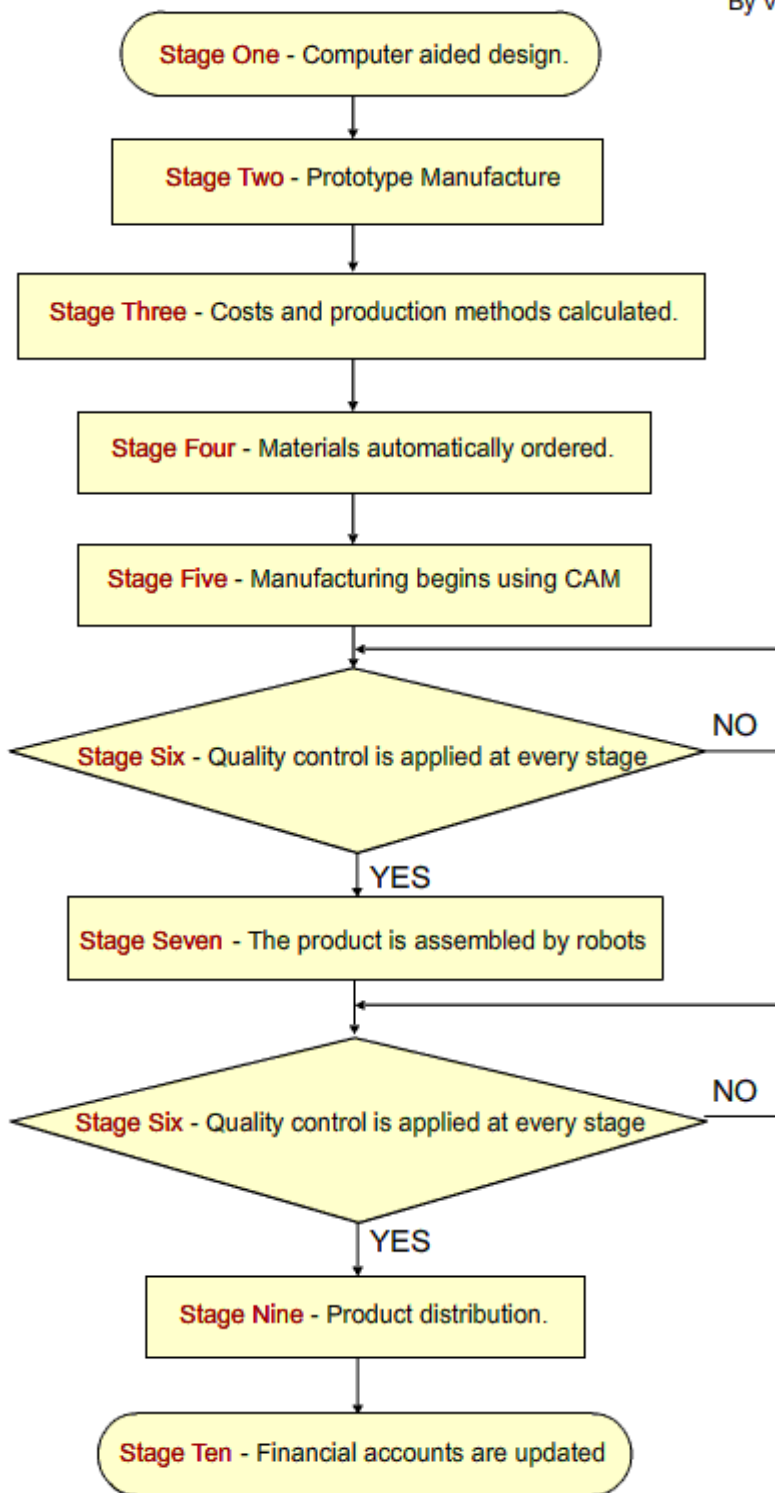 By
Stage One - Computer aided design.
Stage Two - Prototype Manufacture
Stage Three - Costs and production methods calculated.
Stage Four - Materials automatically ordered.
Stage Five - Manufacturing begins using CAM
NO
Stage Six - Quality control is applied at every stage
YES
Stage Seven - The product is assembled by robots
NO
Stage Six - Quality control is applied at every stage
YES
Stage Nine - Product distribution.
Stage Ten - Financial accounts are updated